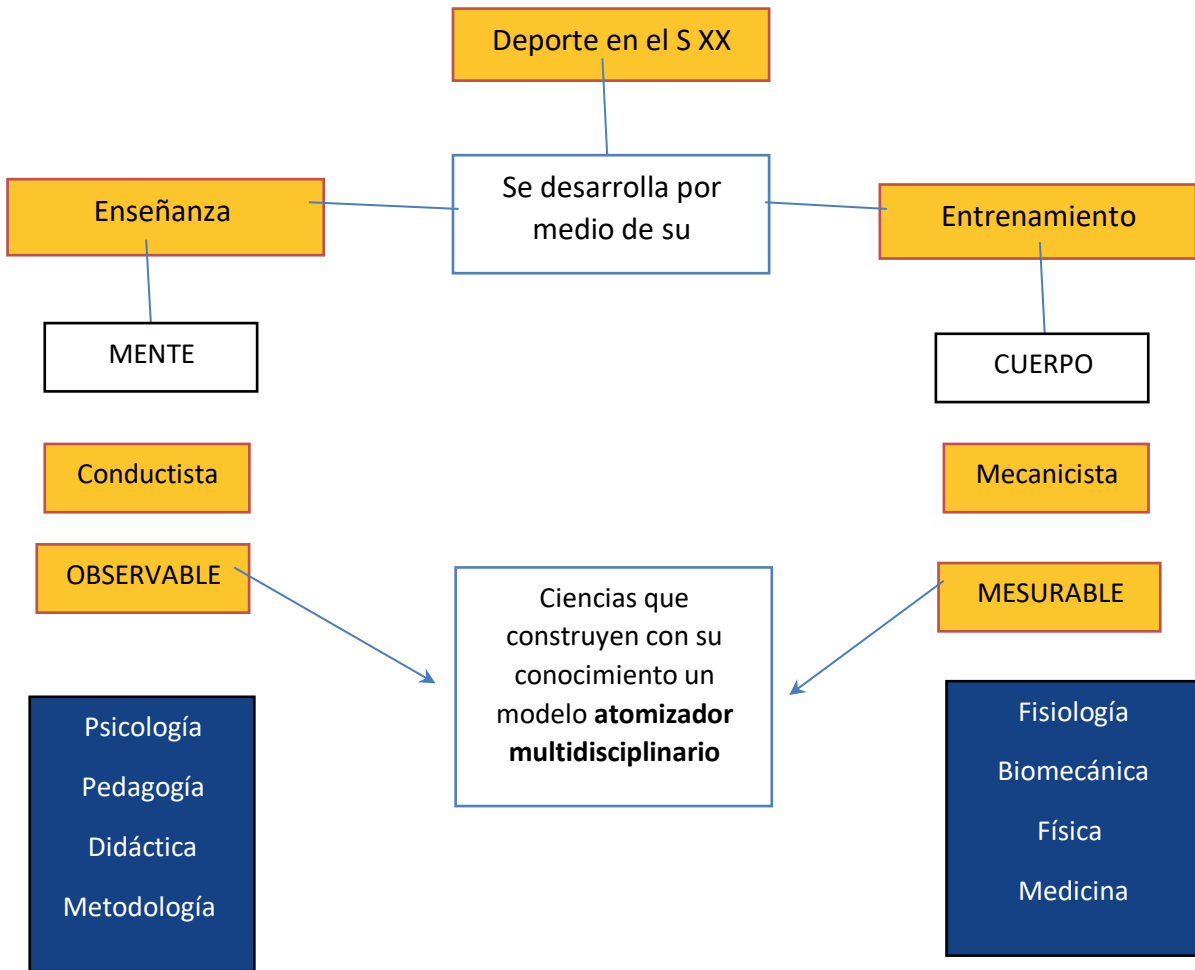 Deporte en el S XX
Se desarrolla por
medio de su
Enseñanza
Entrenamiento
MENTE
CUERPO
Conductista
Mecanicista
OBSERVABLE
MESURABLE
Ciencias que
construyen con su
conocimiento un
modelo atomizador
multidisciplinario
Psicología
Pedagogía
Didáctica
Metodología
Fisiología
Biomecánica
Física
Medicina